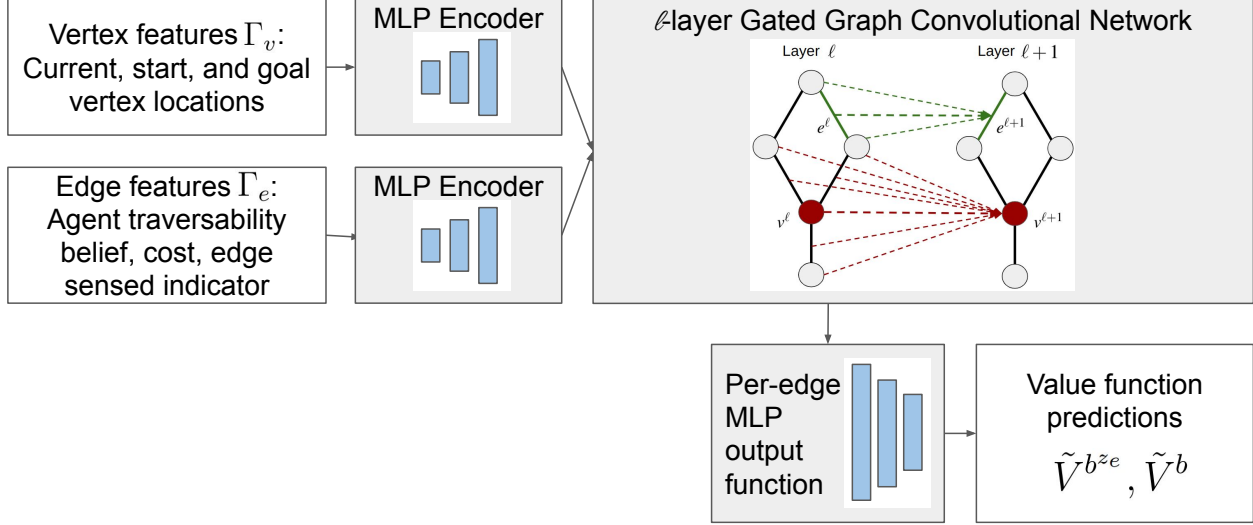 Vertex features Γ_v:
Current, start, and goal
vertex locations
MLP Encoder
Edge features Γ_e:
Agent traversability
belief, cost, edge
sensed indicator
MLP Encoder
ℓ-layer Gated Graph Convolutional Network
Layer ℓ
Layer ℓ+1
e^ℓ
e^{ℓ+1}
v^ℓ
v^{ℓ+1}
Per-edge
MLP
output
function
Value function
predictions
Ṽ^{b^{ze}}, Ṽ^b